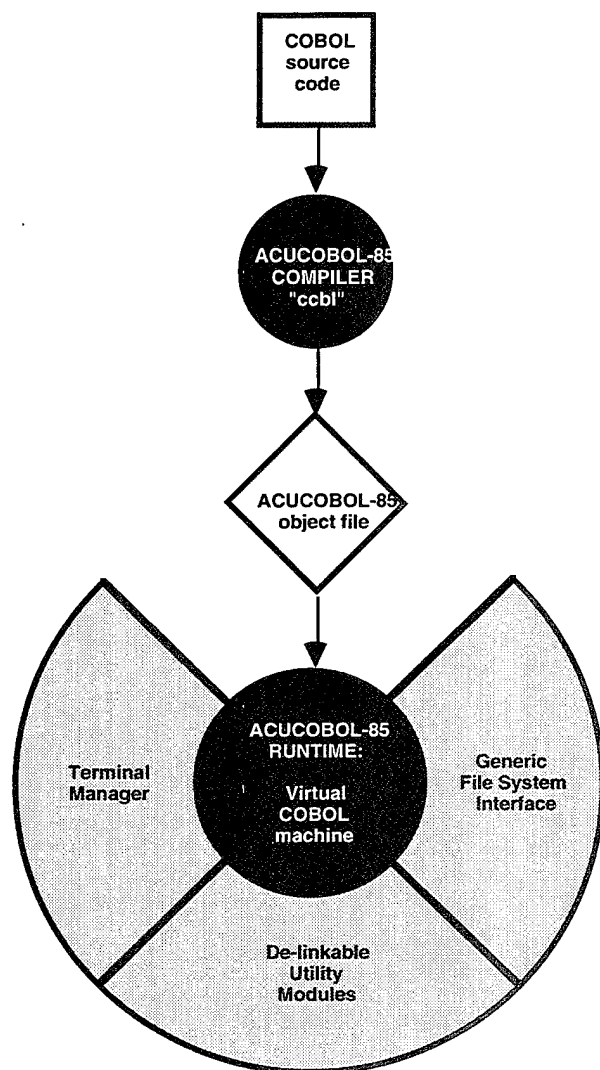 COBOL
source
code
ACUCOBOL-85
COMPILER
"ccbl"
ACUCOBOL-85
object file
ACUCOBOL-85
RUNTIME:
Virtual
COBOL
machine
Terminal
Manager
Generic
File System
Interface
De-linkable
Utility
Modules